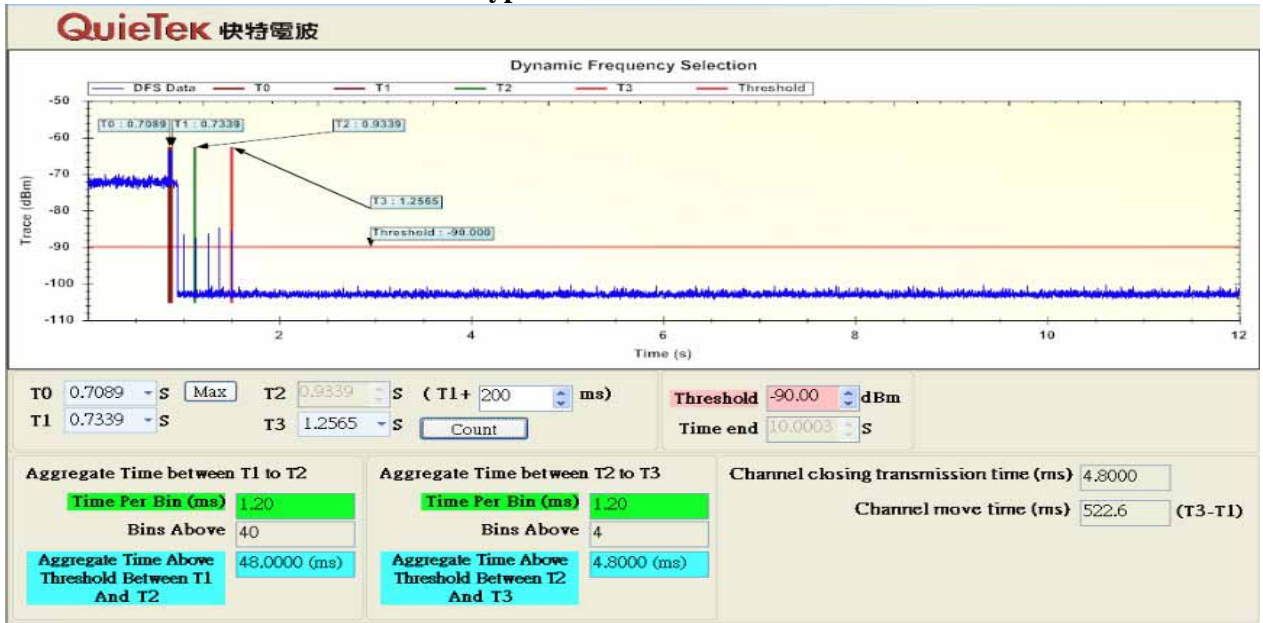 QuieTek 快特電波
Dynamic Frequency Selection
DFS Data T0 T1 T2 T3 Threshold
-50
-60
-70
-80
-90
-100
-110
Trace (dBm)
T0 : 0.7089
T1 : 0.7339
T2 : 0.9339
T3 : 1.2565
Threshold : -90.000
2 4 6 8 10 12
Time (s)
T0 0.7089 S Max T2 0.9339 S ( T1+ 200 ms)
T1 0.7339 S T3 1.2565 S Count
Threshold -90.00 dBm
Time end 10.0003 S
Aggregate Time between T1 to T2
Time Per Bin (ms) 1.20
Bins Above 40
Aggregate Time Above Threshold Between T1 And T2 48.0000 (ms)
Aggregate Time between T2 to T3
Time Per Bin (ms) 1.20
Bins Above 4
Aggregate Time Above Threshold Between T2 And T3 4.8000 (ms)
Channel closing transmission time (ms) 4.8000
Channel move time (ms) 522.6 (T3-T1)